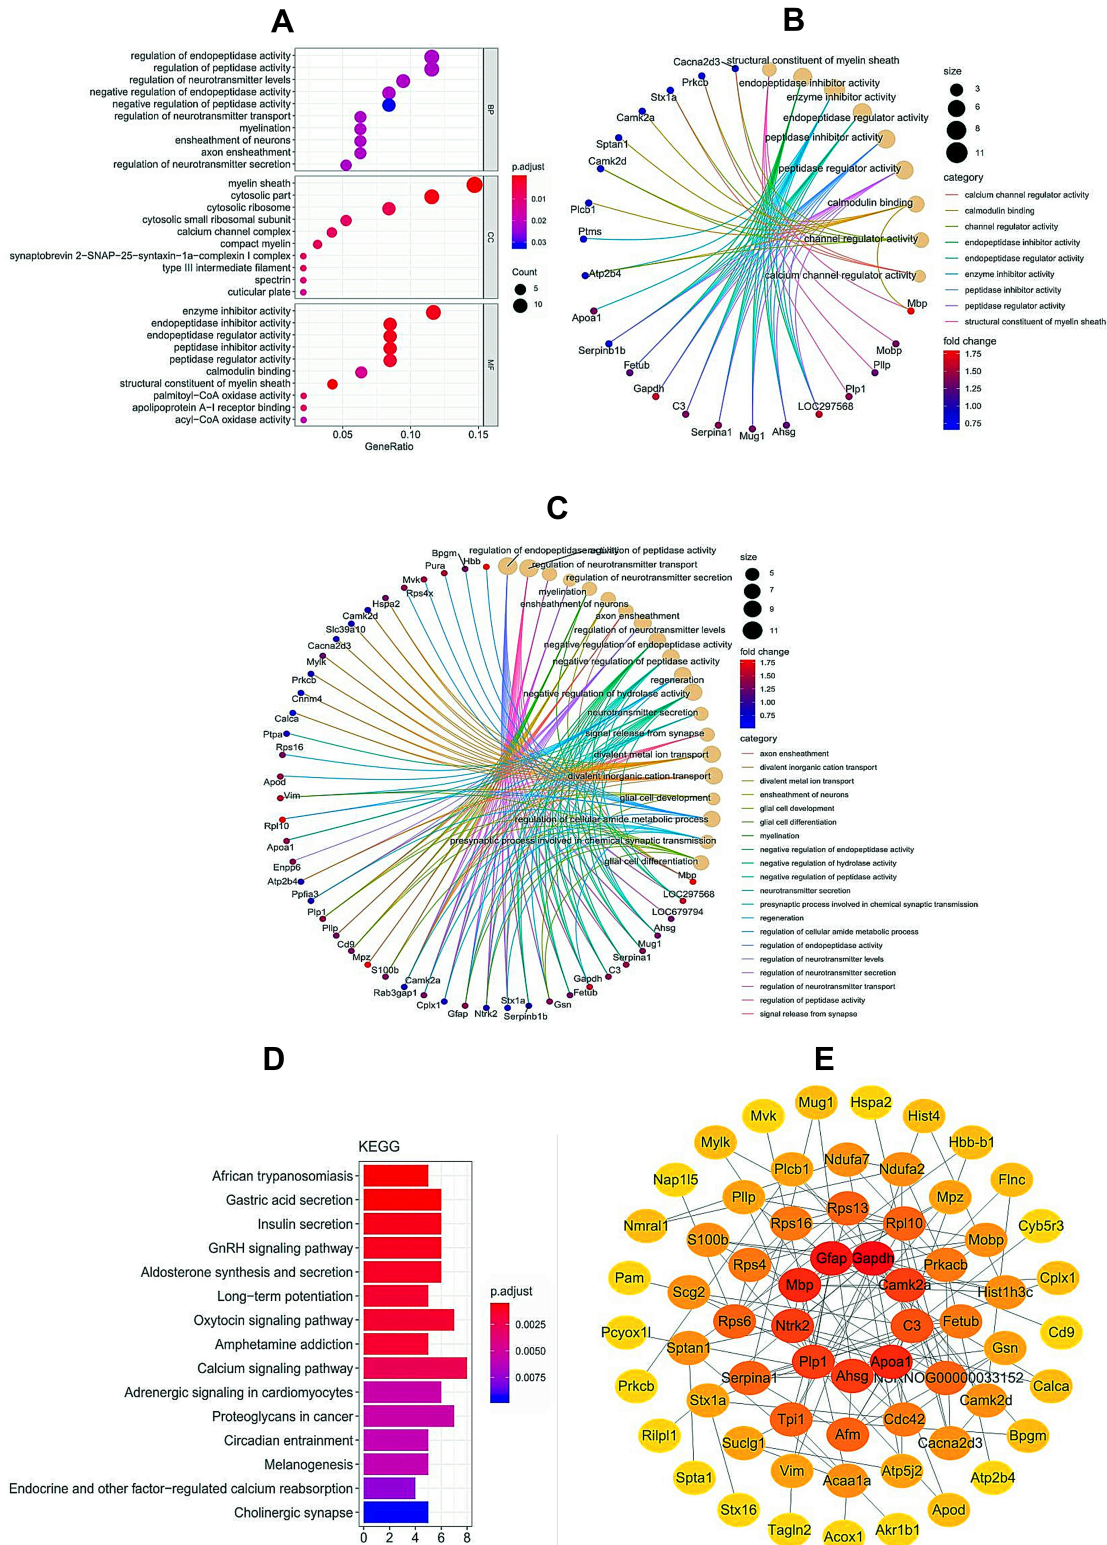 A
regulation of endopeptidase activity
regulation of peptidase activity
regulation of neurotransmitter levels
negative regulation of endopeptidase activity
negative regulation of peptidase activity
regulation of neurotransmitter transport
myelination
ensheathment of neurons
axon ensheathment
regulation of neurotransmitter secretion
BP
myelin sheath
cytosolic part
cytosolic ribosome
cytosolic small ribosomal subunit
calcium channel complex
compact myelin
synaptobrevin 2−SNAP−25−syntaxin−1a−complexin I complex
type III intermediate filament
spectrin
cuticular plate
CC
enzyme inhibitor activity
endopeptidase inhibitor activity
endopeptidase regulator activity
peptidase inhibitor activity
peptidase regulator activity
calmodulin binding
structural constituent of myelin sheath
palmitoyl−CoA oxidase activity
apolipoprotein A−I receptor binding
acyl−CoA oxidase activity
MF
0.05 0.10 0.15
GeneRatio
p.adjust
0.01
0.02
0.03
Count
5
10
B
Cacna2d3
structural constituent of myelin sheath
Prkcb
endopeptidase inhibitor activity
Stx1a
enzyme inhibitor activity
Camk2a
endopeptidase regulator activity
Sptan1
peptidase inhibitor activity
Camk2d
peptidase regulator activity
Plcb1
calmodulin binding
Ptms
channel regulator activity
Atp2b4
calcium channel regulator activity
Apoa1
Mbp
Serpinb1b
Mobp
Fetub
Pllp
Gapdh
Plp1
C3
LOC297568
Serpina1
Mug1
Ahsg
size
3
6
8
11
category
calcium channel regulator activity
calmodulin binding
channel regulator activity
endopeptidase inhibitor activity
endopeptidase regulator activity
enzyme inhibitor activity
peptidase inhibitor activity
peptidase regulator activity
structural constituent of myelin sheath
fold change
1.75
1.50
1.25
1.00
0.75
C
regulation of endopeptidase activity
regulation of peptidase activity
regulation of neurotransmitter transport
regulation of neurotransmitter secretion
myelination
ensheathment of neurons
axon ensheathment
regulation of neurotransmitter levels
negative regulation of endopeptidase activity
negative regulation of peptidase activity
regeneration
negative regulation of hydrolase activity
neurotransmitter secretion
signal release from synapse
divalent metal ion transport
divalent inorganic cation transport
glial cell development
regulation of cellular amide metabolic process
presynaptic process involved in chemical synaptic transmission
glial cell differentiation
Hbb
Bpgm
Pura
Mvk
Rps4x
Hspa2
Camk2d
Slc39a10
Cacna2d3
Mylk
Prkcb
Cnnm4
Calca
Ptpa
Rps16
Apod
Vim
Rpl10
Apoa1
Enpp6
Atp2b4
Ppfia3
Plp1
Pllp
Cd9
Mpz
S100b
Rab3gap1
Camk2a
Cplx1
Gfap
Ntrk2
Stx1a
Serpinb1b
Gsn
Fetub
Gapdh
C3
Serpina1
Mug1
Ahsg
LOC679794
LOC297568
Mbp
size
5
7
9
11
fold change
1.75
1.50
1.25
1.00
0.75
category
axon ensheathment
divalent inorganic cation transport
divalent metal ion transport
ensheathment of neurons
glial cell development
glial cell differentiation
myelination
negative regulation of endopeptidase activity
negative regulation of hydrolase activity
negative regulation of peptidase activity
neurotransmitter secretion
presynaptic process involved in chemical synaptic transmission
regeneration
regulation of cellular amide metabolic process
regulation of endopeptidase activity
regulation of neurotransmitter levels
regulation of neurotransmitter secretion
regulation of neurotransmitter transport
regulation of peptidase activity
signal release from synapse
D
KEGG
African trypanosomiasis
Gastric acid secretion
Insulin secretion
GnRH signaling pathway
Aldosterone synthesis and secretion
Long−term potentiation
Oxytocin signaling pathway
Amphetamine addiction
Calcium signaling pathway
Adrenergic signaling in cardiomyocytes
Proteoglycans in cancer
Circadian entrainment
Melanogenesis
Endocrine and other factor−regulated calcium reabsorption
Cholinergic synapse
0 2 4 6 8
p.adjust
0.0025
0.0050
0.0075
E
Mvk
Mug1
Hspa2
Hist4
Mylk
Hbb-b1
Plcb1
Ndufa7
Ndufa2
Nap1l5
Flnc
Pllp
Mpz
Nmral1
Rps16
Rps13
Rpl10
Cyb5r3
S100b
Mobp
Rps4
Gfap
Gapdh
Prkacb
Pam
Scg2
Mbp
Camk2a
Hist1h3c
Cplx1
Pcyox1l
Rps6
Ntrk2
C3
Fetub
Cd9
Sptan1
Gsn
Plp1
Apoa1
Prkcb
Serpina1
Ahsg
Calca
Stx1a
Camk2d
Rilpl1
Tpi1
Afm
Cdc42
Bpgm
Suclg1
Cacna2d3
Spta1
Vim
Acaa1a
Atp5j2
Atp2b4
Stx16
Apod
Tagln2
Acox1
Akr1b1